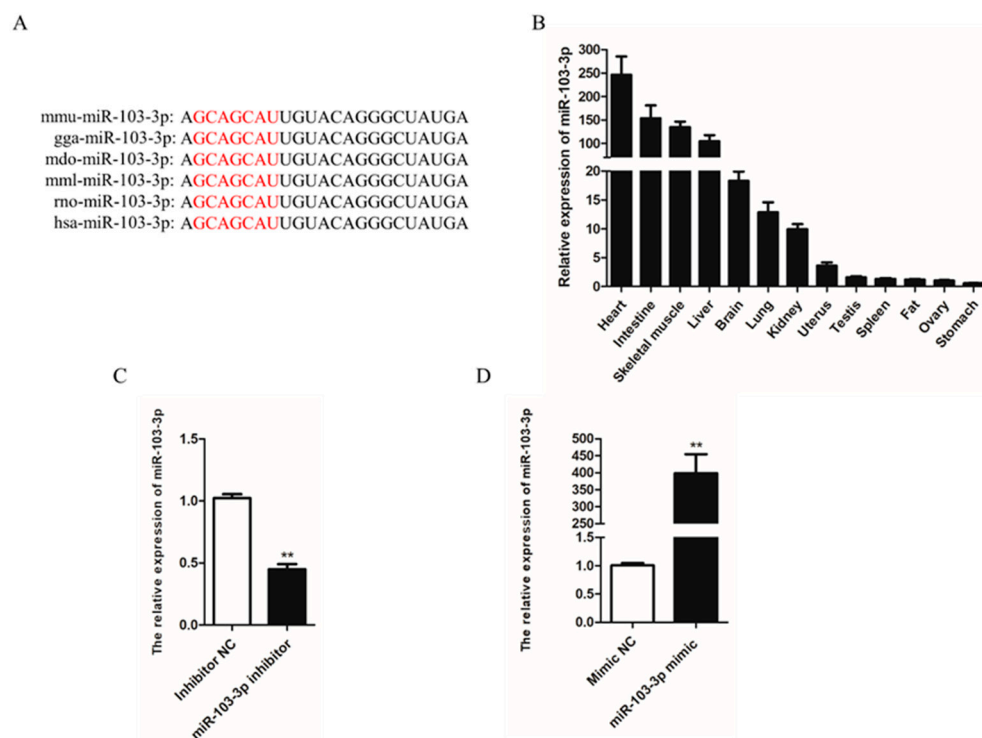 A
mmu-miR-103-3p: AGCAGCAUUGUACAGGGCUAUGA
gga-miR-103-3p: AGCAGCAUUGUACAGGGCUAUGA
mdo-miR-103-3p: AGCAGCAUUGUACAGGGCUAUGA
mml-miR-103-3p: AGCAGCAUUGUACAGGGCUAUGA
rno-miR-103-3p: AGCAGCAUUGUACAGGGCUAUGA
hsa-miR-103-3p: AGCAGCAUUGUACAGGGCUAUGA
B
Relative expression of miR-103-3p
300
250
200
150
100
20
15
10
5
0
Heart
Intestine
Skeletal muscle
Liver
Brain
Lung
Kidney
Uterus
Testis
Spleen
Fat
Ovary
Stomach
C
The relative expression of miR-103-3p
1.5
1.0
0.5
0.0
**
Inhibitor NC
miR-103-3p inhibitor
D
The relative expression of miR-103-3p
500
450
400
350
300
250
1.5
1.0
0.5
0.0
**
Mimic NC
miR-103-3p mimic